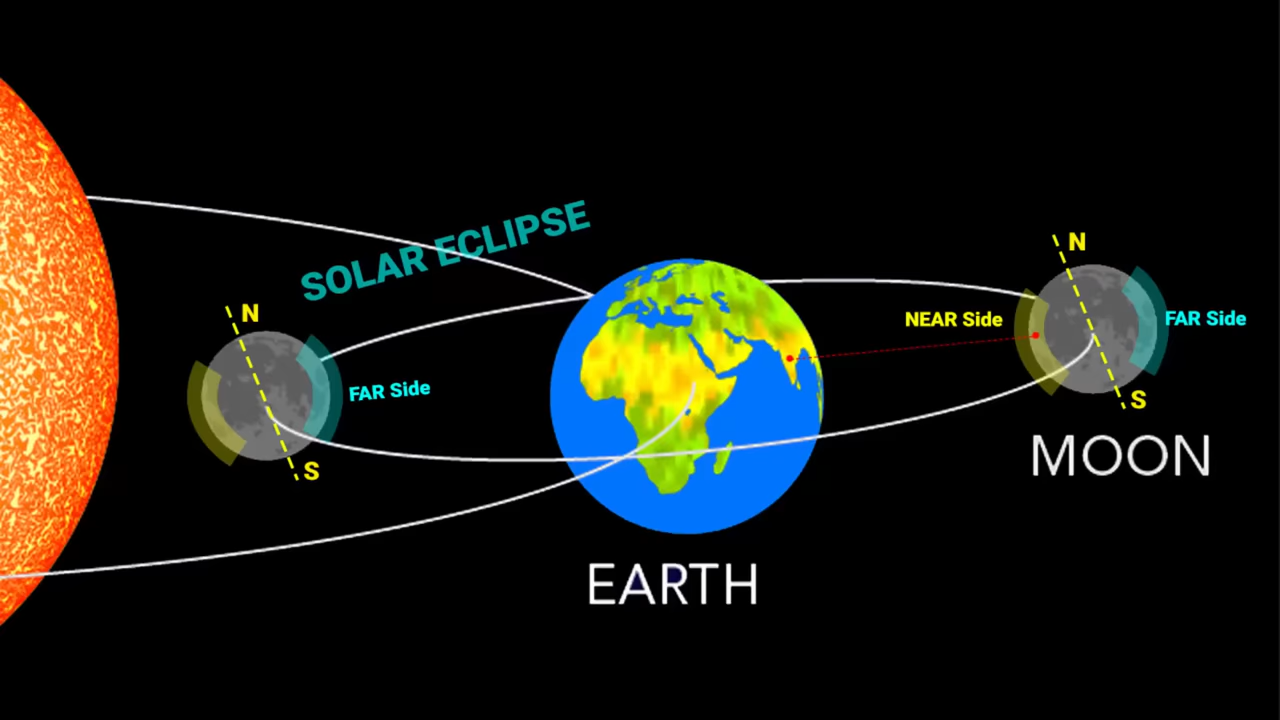 SOLAR ECLIPSE
N
N
NEAR Side
FAR Side
FAR Side
S
S
MOON
EARTH